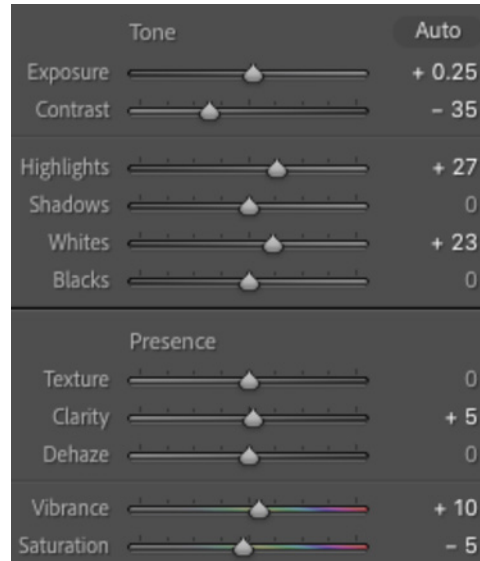 Tone Auto
Exposure + 0.25
Contrast – 35
Highlights + 27
Shadows 0
Whites + 23
Blacks 0
Presence
Texture 0
Clarity + 5
Dehaze 0
Vibrance + 10
Saturation – 5